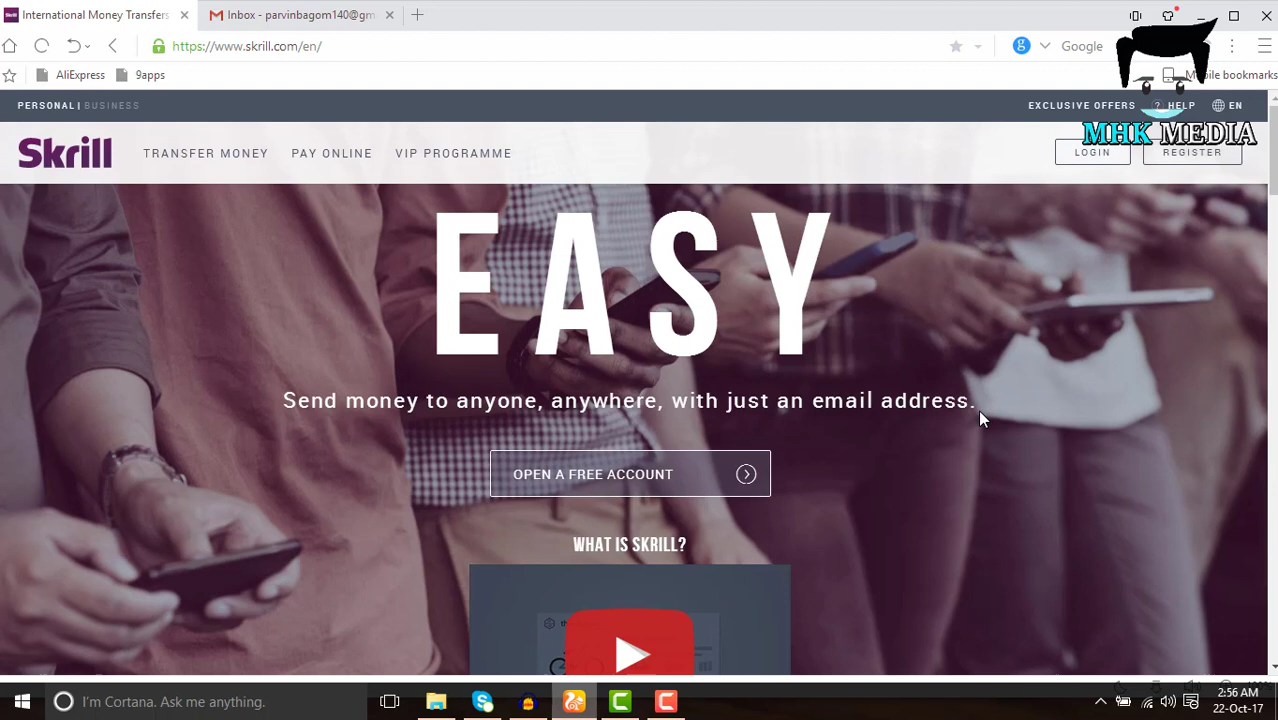 International Money Transfers
Inbox - parvinbagom140@gm
https://www.skrill.com/en/
Google
AliExpress
9apps
Mobile bookmarks
PERSONAL | BUSINESS
EXCLUSIVE OFFERS
? HELP
EN
MHK MEDIA
Skrill
TRANSFER MONEY
PAY ONLINE
VIP PROGRAMME
LOGIN
REGISTER
EASY
Send money to anyone, anywhere, with just an email address.
OPEN A FREE ACCOUNT
WHAT IS SKRILL?
I'm Cortana. Ask me anything.
2:56 AM
22-Oct-17